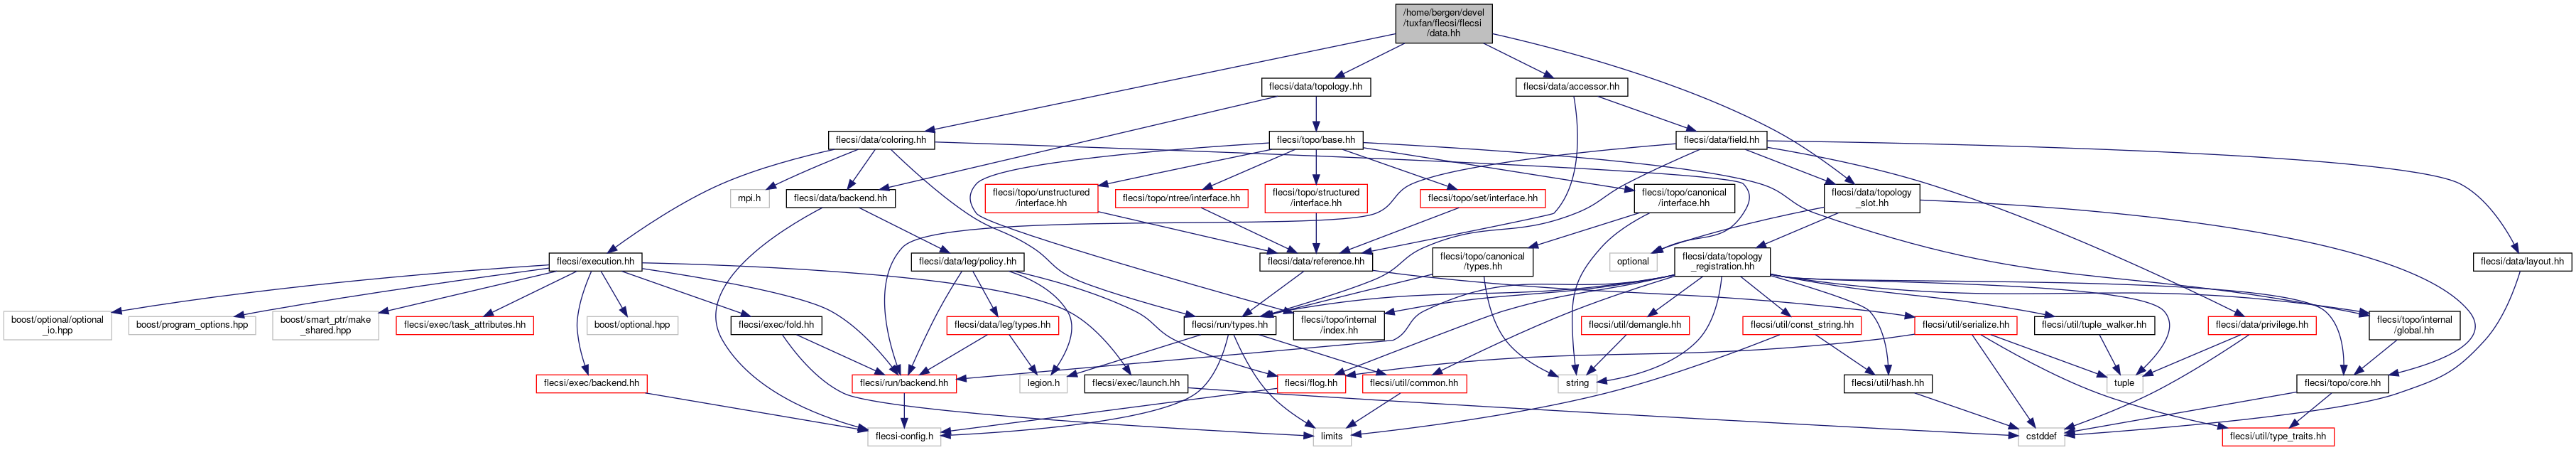 /home/bergen/devel
/tuxfan/flecsi/flecsi
/data.hh
flecsi/data/topology.hh
flecsi/data/accessor.hh
flecsi/data/coloring.hh
flecsi/topo/base.hh
flecsi/data/field.hh
mpi.h
flecsi/data/backend.hh
flecsi/topo/unstructured
/interface.hh
flecsi/topo/ntree/interface.hh
flecsi/topo/structured
/interface.hh
flecsi/topo/set/interface.hh
flecsi/topo/canonical
/interface.hh
flecsi/data/topology
_slot.hh
flecsi/execution.hh
flecsi/data/leg/policy.hh
flecsi/data/reference.hh
flecsi/topo/canonical
/types.hh
optional
flecsi/data/topology
_registration.hh
flecsi/data/layout.hh
boost/optional/optional
_io.hpp
boost/program_options.hpp
boost/smart_ptr/make
_shared.hpp
flecsi/exec/task_attributes.hh
boost/optional.hpp
flecsi/exec/fold.hh
flecsi/data/leg/types.hh
flecsi/run/types.hh
flecsi/topo/internal
/index.hh
flecsi/util/demangle.hh
flecsi/util/const_string.hh
flecsi/util/serialize.hh
flecsi/util/tuple_walker.hh
flecsi/data/privilege.hh
flecsi/topo/internal
/global.hh
flecsi/exec/backend.hh
flecsi/run/backend.hh
legion.h
flecsi/exec/launch.hh
flecsi/flog.hh
flecsi/util/common.hh
string
flecsi/util/hash.hh
tuple
flecsi/topo/core.hh
flecsi-config.h
limits
cstddef
flecsi/util/type_traits.hh